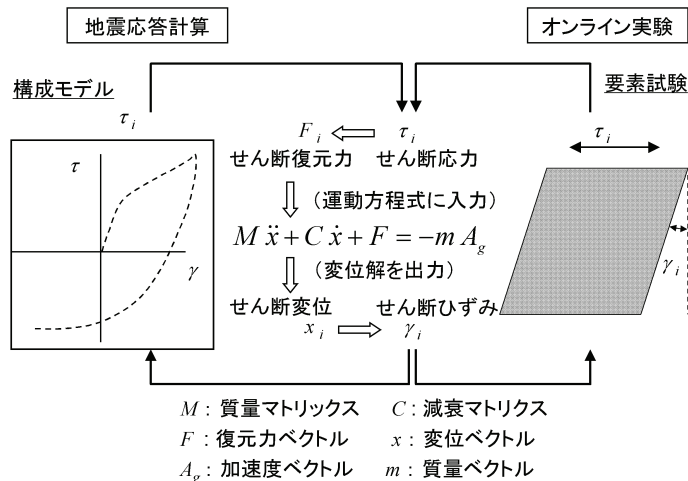 地震応答計算
オンライン実験
構成モデル
要素試験
τi
τ
γ
Fi ⇐ τi
せん断復元力 せん断応力
(運動方程式に入力)
M ẍ + C ẋ + F = −m Ag
(変位解を出力)
せん断変位 せん断ひずみ
xi ⇒ γi
τi
γi
M : 質量マトリックス C : 減衰マトリクス
F : 復元力ベクトル x : 変位ベクトル
Ag : 加速度ベクトル m : 質量ベクトル